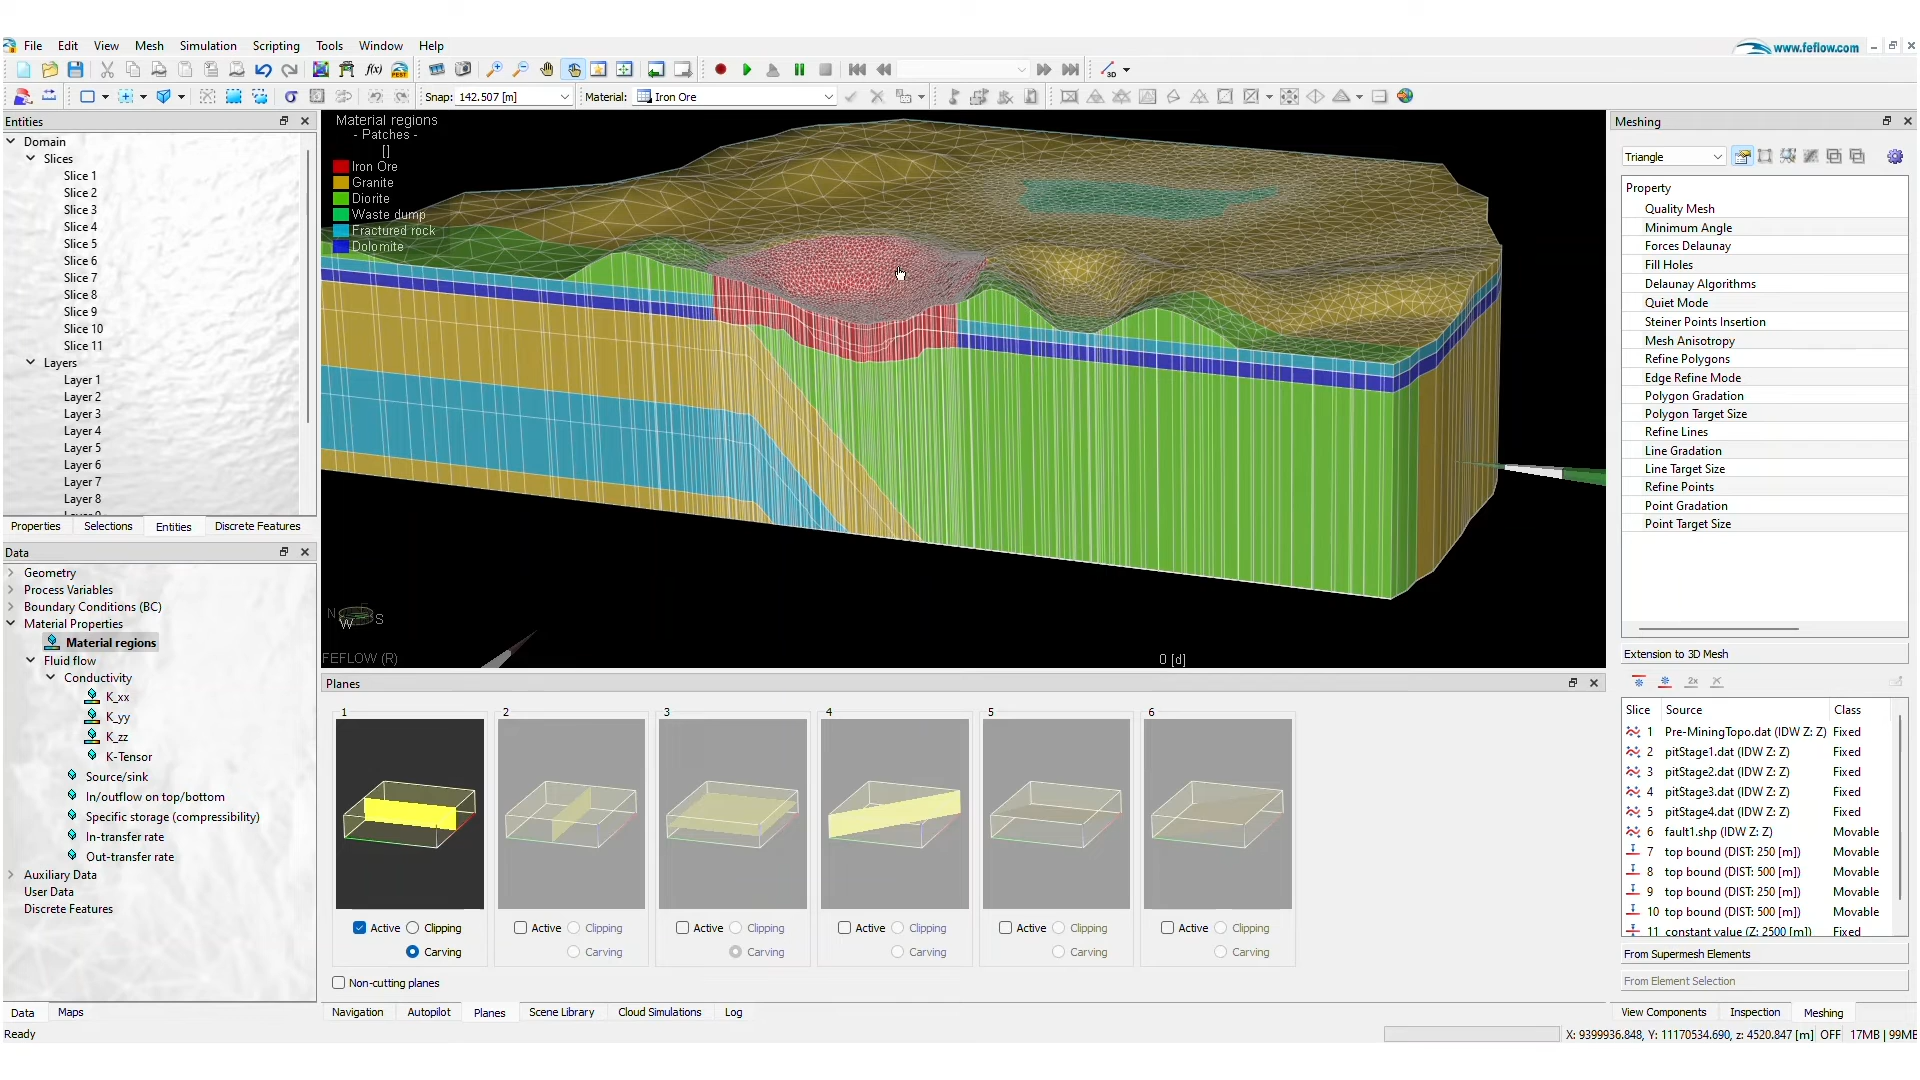 File Edit View Mesh Simulation Scripting Tools Window Help
www.feflow.com
f(x) PEST 3D
Snap: 142.507 [m] Material: Iron Ore
Entities
Domain
Slices
Slice 1
Slice 2
Slice 3
Slice 4
Slice 5
Slice 6
Slice 7
Slice 8
Slice 9
Slice 10
Slice 11
Layers
Layer 1
Layer 2
Layer 3
Layer 4
Layer 5
Layer 6
Layer 7
Layer 8
Properties Selections Entities Discrete Features
Data
Geometry
Process Variables
Boundary Conditions (BC)
Material Properties
Material regions
Fluid flow
Conductivity
K_xx
K_yy
K_zz
K-Tensor
Source/sink
In/outflow on top/bottom
Specific storage (compressibility)
In-transfer rate
Out-transfer rate
Auxiliary Data
User Data
Discrete Features
Data Maps
Ready
Material regions
- Patches -
[]
Iron Ore
Granite
Diorite
Waste dump
Fractured rock
Dolomite
N W S
FEFLOW (R)
0 [d]
Planes
1 2 3 4 5 6
Active Clipping Active Clipping Active Clipping Active Clipping Active Clipping Active Clipping
Carving Carving Carving Carving Carving Carving
Non-cutting planes
Navigation Autopilot Planes Scene Library Cloud Simulations Log
Meshing
Triangle
Property
Quality Mesh
Minimum Angle
Forces Delaunay
Fill Holes
Delaunay Algorithms
Quiet Mode
Steiner Points Insertion
Mesh Anisotropy
Refine Polygons
Edge Refine Mode
Polygon Gradation
Polygon Target Size
Refine Lines
Line Gradation
Line Target Size
Refine Points
Point Gradation
Point Target Size
Extension to 3D Mesh
2x
Slice Source Class
1 Pre-MiningTopo.dat (IDW Z: Z) Fixed
2 pitStage1.dat (IDW Z: Z) Fixed
3 pitStage2.dat (IDW Z: Z) Fixed
4 pitStage3.dat (IDW Z: Z) Fixed
5 pitStage4.dat (IDW Z: Z) Fixed
6 fault1.shp (IDW Z: Z) Movable
7 top bound (DIST: 250 [m]) Movable
8 top bound (DIST: 500 [m]) Movable
9 top bound (DIST: 250 [m]) Movable
10 top bound (DIST: 500 [m]) Movable
11 constant value (Z: 2500 [m]) Fixed
From Supermesh Elements
From Element Selection
View Components Inspection Meshing
X: 9399936.848, Y: 11170534.690, z: 4520.847 [m] OFF 17MB | 99ME